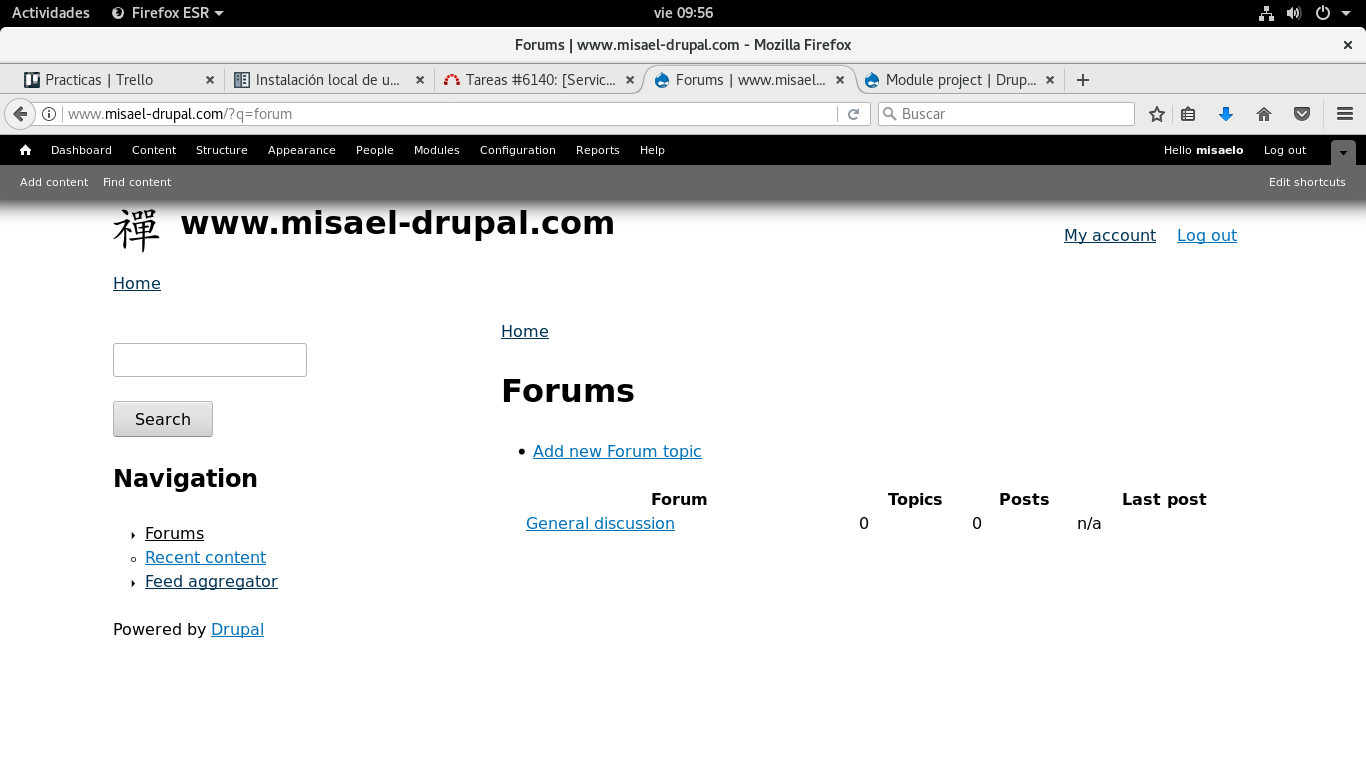 Actividades Firefox ESR vie 09:56
Forums | www.misael-drupal.com - Mozilla Firefox
Practicas | Trello Instalación local de u... Tareas #6140: [Servic... Forums | www.misael... Module project | Drup...
www.misael-drupal.com/?q=forum Buscar
Dashboard Content Structure Appearance People Modules Configuration Reports Help Hello misaelo Log out
Add content Find content Edit shortcuts
禪 www.misael-drupal.com
My account Log out
Home
Home
Forums
Add new Forum topic
Forum Topics Posts Last post
General discussion 0 0 n/a
Search
Navigation
Forums
Recent content
Feed aggregator
Powered by Drupal